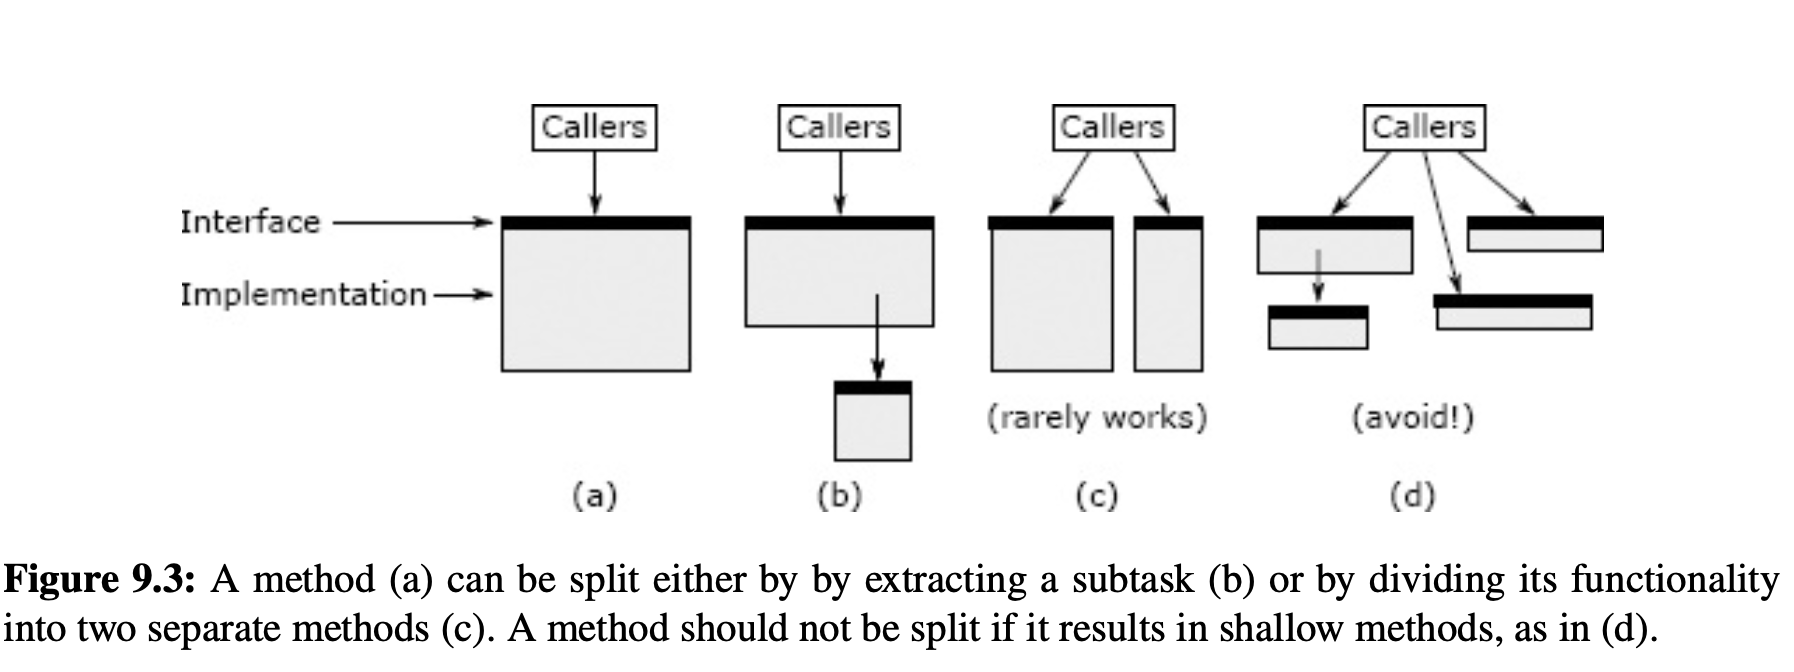 Callers Callers Callers Callers
Interface
Implementation
(rarely works) (avoid!)
(a) (b) (c) (d)
Figure 9.3: A method (a) can be split either by by extracting a subtask (b) or by dividing its functionality
into two separate methods (c). A method should not be split if it results in shallow methods, as in (d).